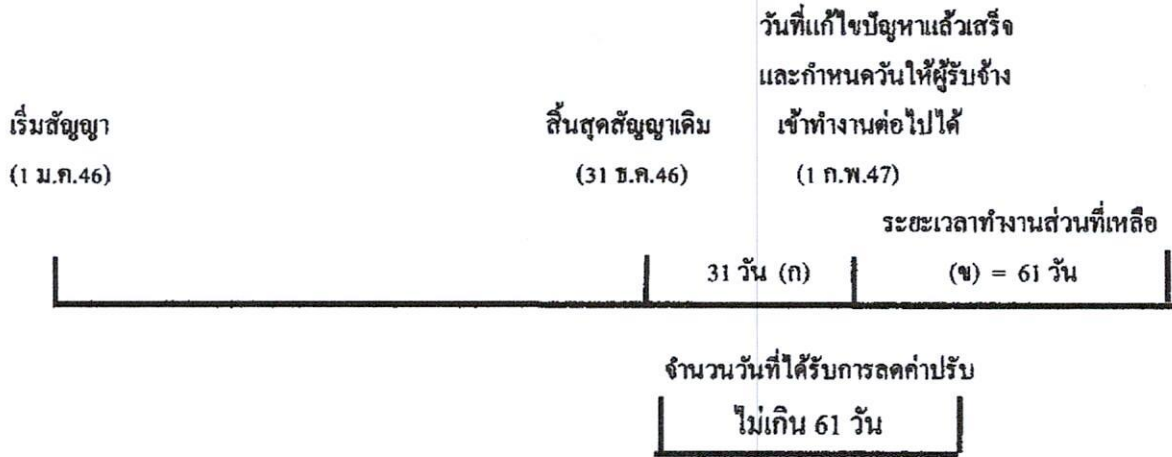 วันที่แก้ไขปัญหาแล้วเสร็จ
และกำหนดวันให้ผู้รับจ้าง
เริ่มสัญญา สิ้นสุดสัญญาเดิม เข้าทำงานต่อไปได้
(1 ม.ค.46) (31 ธ.ค.46) (1 ก.พ.47)
ระยะเวลาทำงานส่วนที่เหลือ
31 วัน (ก) (ข) = 61 วัน
จำนวนวันที่ได้รับการลดค่าปรับ
ไม่เกิน 61 วัน